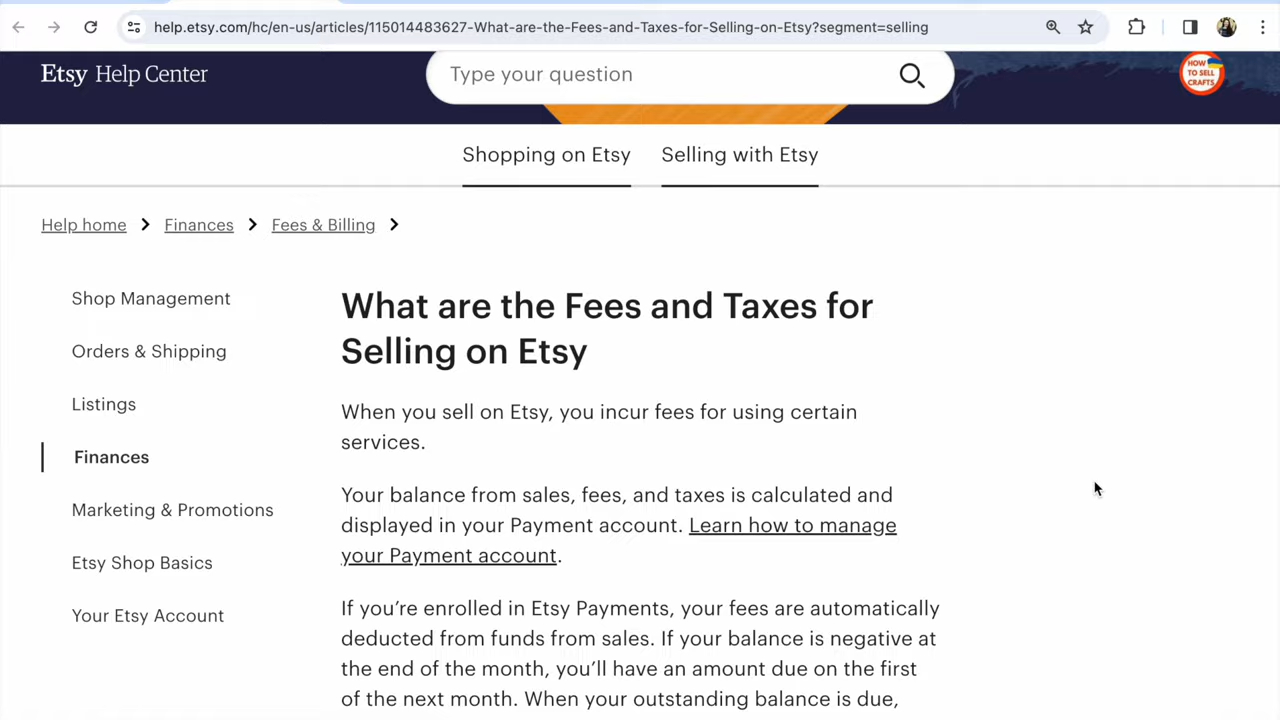 help.etsy.com/hc/en-us/articles/115014483627-What-are-the-Fees-and-Taxes-for-Selling-on-Etsy?segment=selling
Etsy Help Center
Type your question
HOW
TO SELL
CRAFTS
Shopping on Etsy
Selling with Etsy
Help home
Finances
Fees & Billing
Shop Management
Orders & Shipping
Listings
Finances
Marketing & Promotions
Etsy Shop Basics
Your Etsy Account
What are the Fees and Taxes for
Selling on Etsy
When you sell on Etsy, you incur fees for using certain
services.
Your balance from sales, fees, and taxes is calculated and
displayed in your Payment account. Learn how to manage
your Payment account.
If you’re enrolled in Etsy Payments, your fees are automatically
deducted from funds from sales. If your balance is negative at
the end of the month, you’ll have an amount due on the first
of the next month. When your outstanding balance is due,